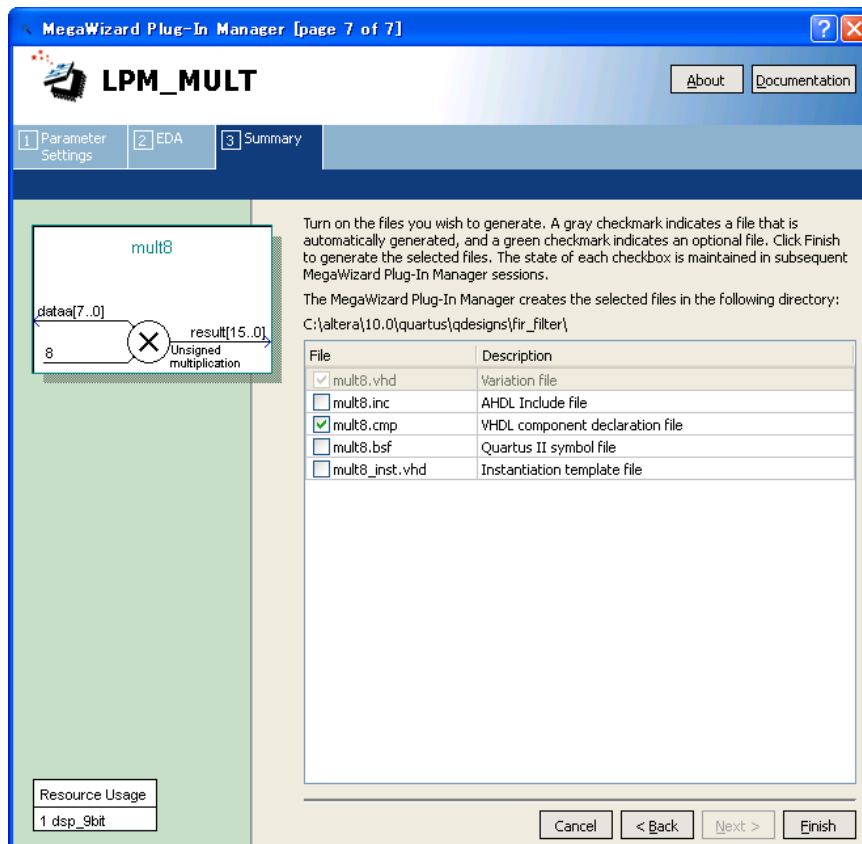 MegaWizard Plug-In Manager [page 7 of 7]
LPM_MULT
About
Documentation
1 Parameter Settings
2 EDA
3 Summary
mult8
dataa[7..0]
8
result[15..0]
Unsigned
multiplication
Turn on the files you wish to generate. A gray checkmark indicates a file that is
automatically generated, and a green checkmark indicates an optional file. Click Finish
to generate the selected files. The state of each checkbox is maintained in subsequent
MegaWizard Plug-In Manager sessions.
The MegaWizard Plug-In Manager creates the selected files in the following directory:
C:\altera\10.0\quartus\qdesigns\fir_filter\
File Description
mult8.vhd Variation file
mult8.inc AHDL Include file
mult8.cmp VHDL component declaration file
mult8.bsf Quartus II symbol file
mult8_inst.vhd Instantiation template file
Resource Usage
1 dsp_9bit
Cancel
< Back
Next >
Finish